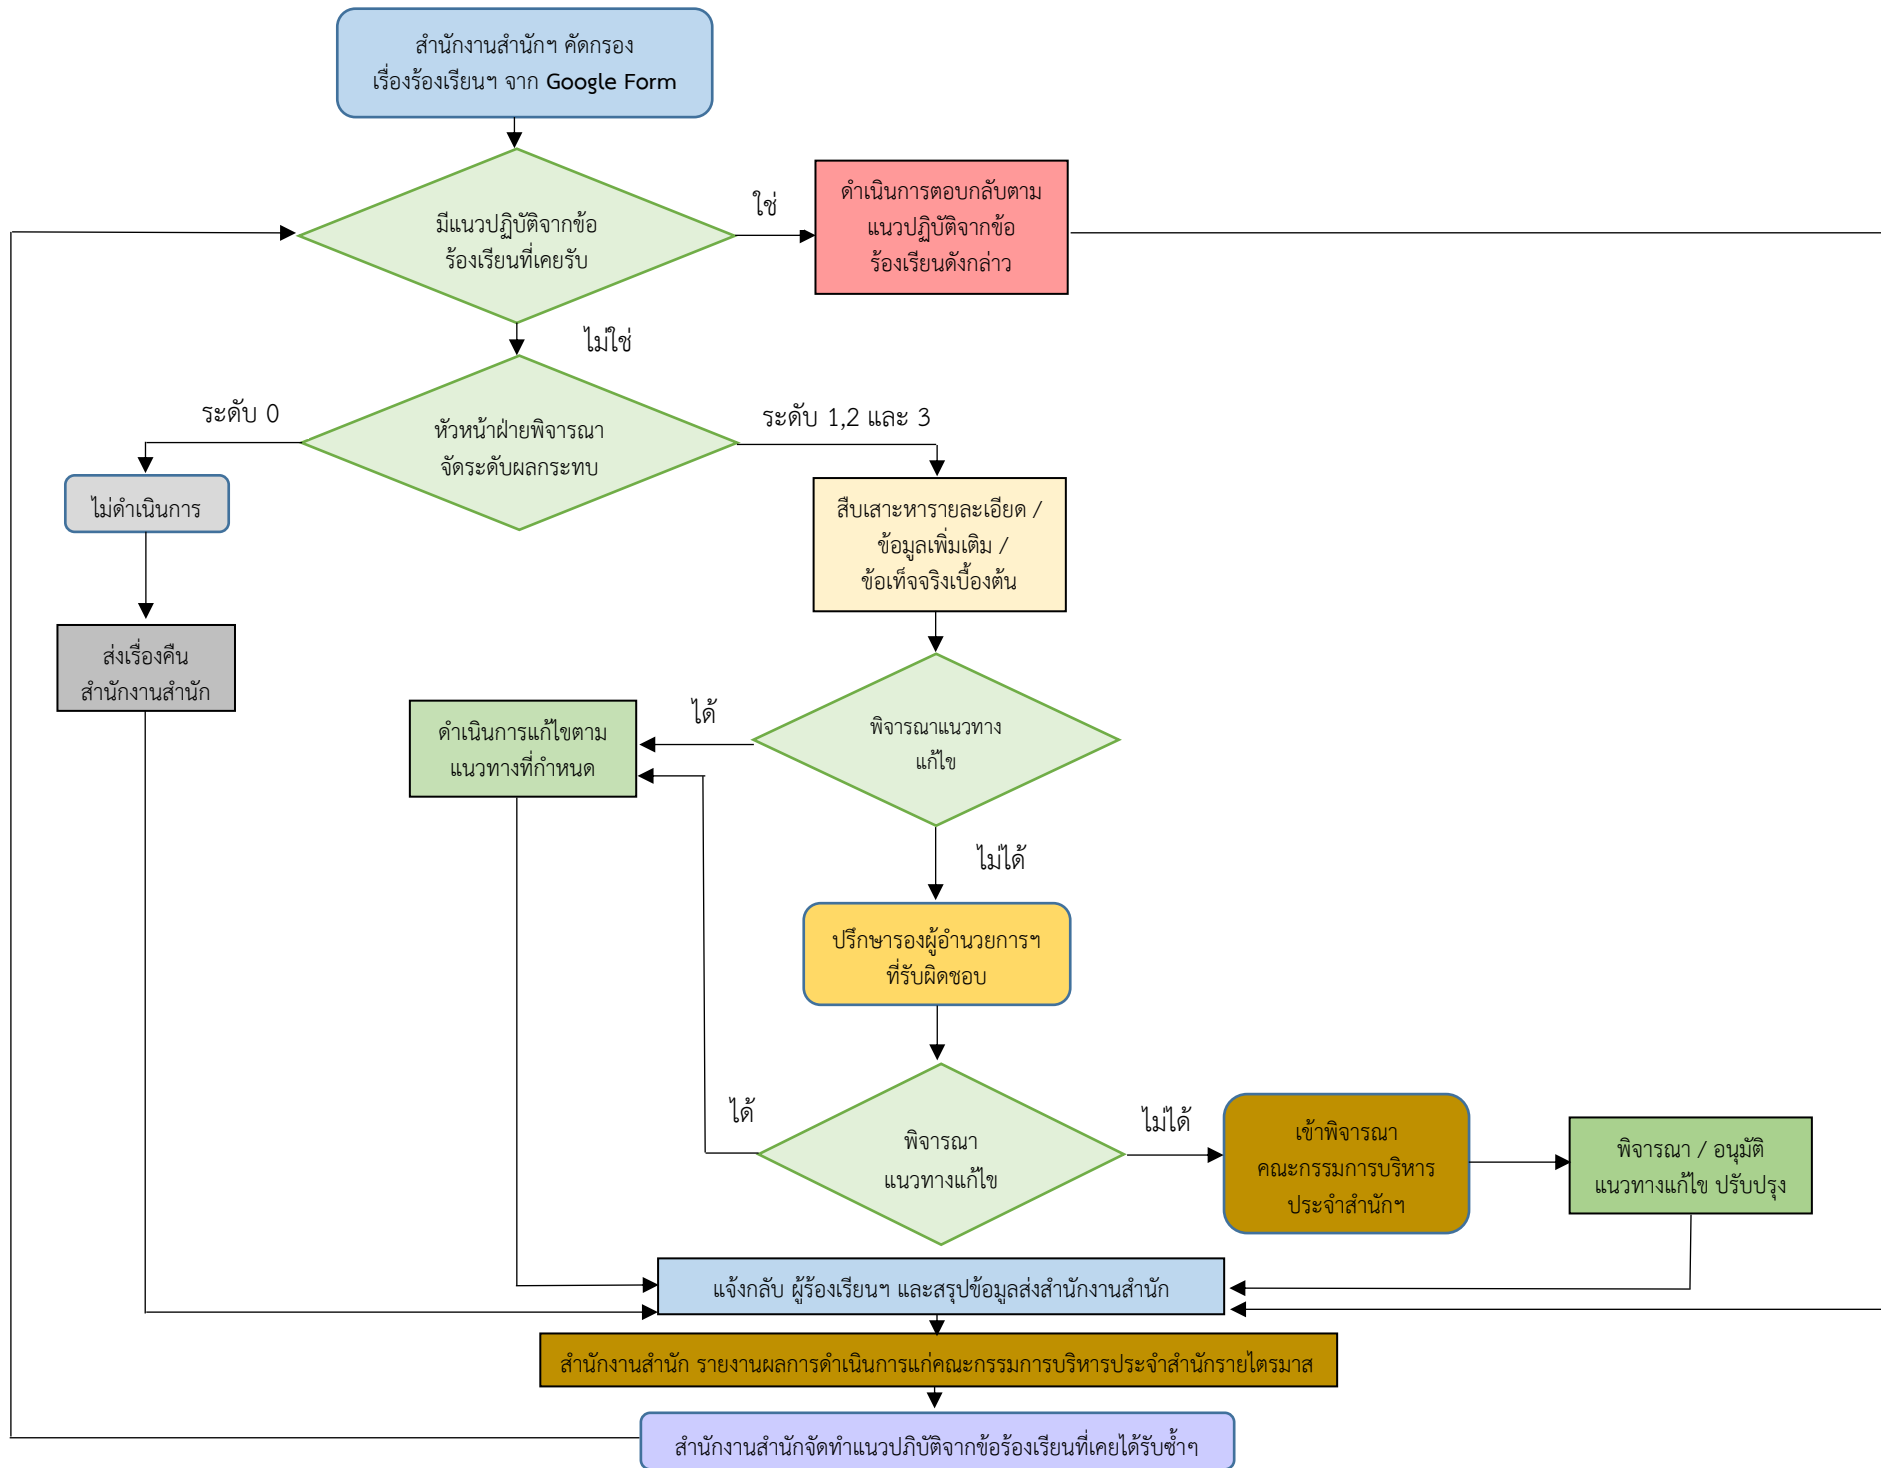 สำนักงานสำนักฯ คัดกรอง
เรื่องร้องเรียนฯ จาก Google Form
มีแนวปฏิบัติจากข้อ
ร้องเรียนที่เคยรับ
ใช่
ดำเนินการตอบกลับตาม
แนวปฏิบัติจากข้อ
ร้องเรียนดังกล่าว
ไม่ใช่
ระดับ 0
หัวหน้าฝ่ายพิจารณา
จัดระดับผลกระทบ
ระดับ 1,2 และ 3
ไม่ดำเนินการ
สืบเสาะหารายละเอียด /
ข้อมูลเพิ่มเติม /
ข้อเท็จจริงเบื้องต้น
ส่งเรื่องคืน
สำนักงานสำนัก
ดำเนินการแก้ไขตาม
แนวทางที่กำหนด
ได้
พิจารณาแนวทาง
แก้ไข
ไม่ได้
ปรึกษารองผู้อำนวยการฯ
ที่รับผิดชอบ
ได้
พิจารณา
แนวทางแก้ไข
ไม่ได้
เข้าพิจารณา
คณะกรรมการบริหาร
ประจำสำนักฯ
พิจารณา / อนุมัติ
แนวทางแก้ไข ปรับปรุง
แจ้งกลับ ผู้ร้องเรียนฯ และสรุปข้อมูลส่งสำนักงานสำนัก
สำนักงานสำนัก รายงานผลการดำเนินการแก่คณะกรรมการบริหารประจำสำนักรายไตรมาส
สำนักงานสำนักจัดทำแนวปภิบัติจากข้อร้องเรียนที่เคยได้รับซ้ำๆ